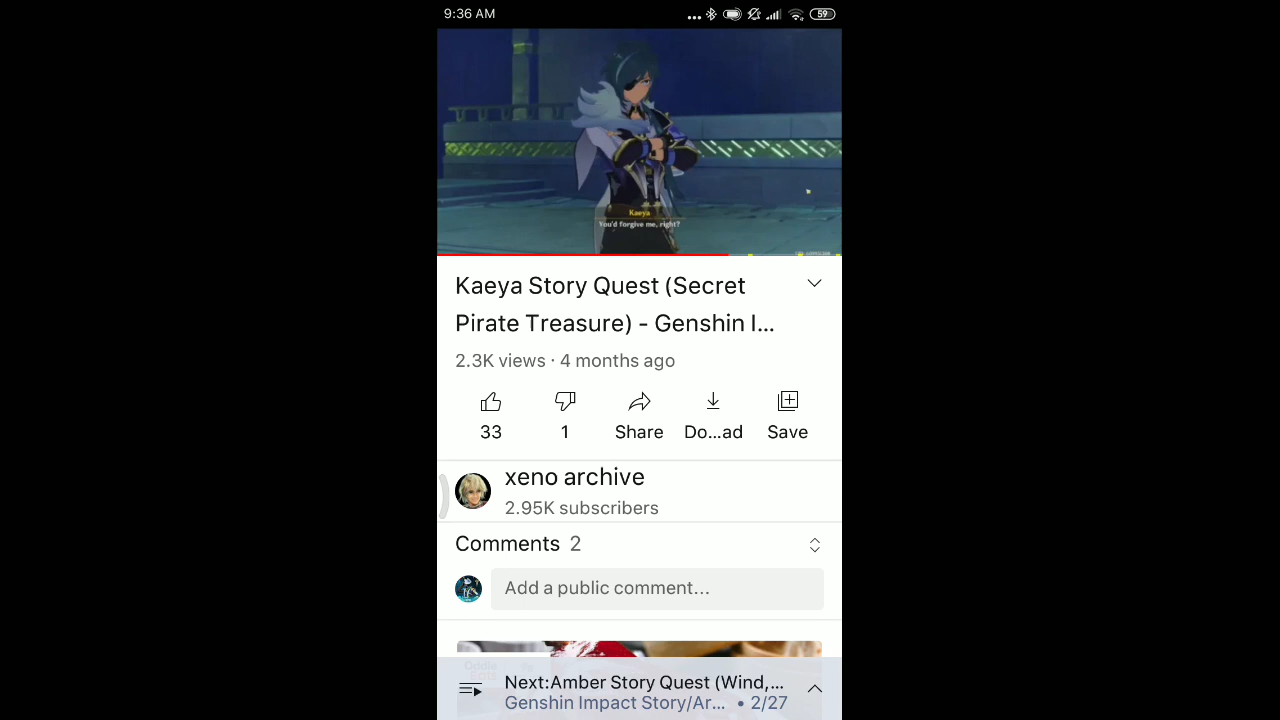 9:36 AM
59
Kaeya
You'd forgive me, right?
Kaeya Story Quest (Secret
Pirate Treasure) - Genshin I...
2.3K views · 4 months ago
33
1
Share
Do...ad
Save
xeno archive
2.95K subscribers
Comments 2
Add a public comment...
Next:Amber Story Quest (Wind,...
Genshin Impact Story/Ar... • 2/27